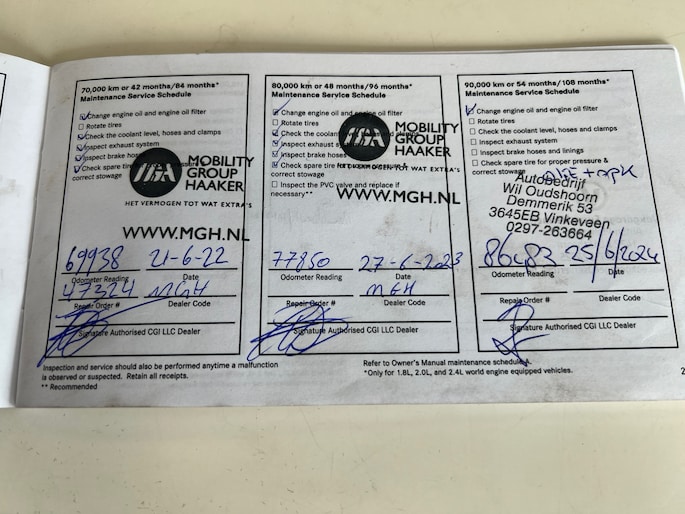 70,000 km or 42 months/84 months*
Maintenance Service Schedule
Change engine oil and engine oil filter
Rotate tires
Check the coolant level, hoses and clamps
Inspect exhaust system
Inspect brake hoses
Check spare tire for proper pressure &
correct stowage
MOBILITY
GROUP
HAAKER
HET VERMOGEN TOT WAT EXTRA'S
WWW.MGH.NL
69938 21-6-22
Odometer Reading Date
47324 MGH
Repair Order # Dealer Code
Signature Authorised CGI LLC Dealer
80,000 km or 48 months/96 months*
Maintenance Service Schedule
Change engine oil and engine oil filter
Rotate tires
Check the coolant
Inspect exhaust system
Inspect brake hoses
Check spare tire for
correct stowage
Inspect the PVC valve and replace if
necessary**
MOBILITY
GROUP
HAAKER
HET VERMOGEN TOT WAT EXTRA'S
WWW.MGH.NL
77850 27-6-2023
Odometer Reading Date
MGH
Repair Order # Dealer Code
Signature Authorised CGI LLC Dealer
90,000 km or 54 months/108 months*
Maintenance Service Schedule
Change engine oil and engine oil filter
Rotate tires
Check the coolant level, hoses and clamps
Inspect exhaust system
Inspect brake hoses and linings
Check spare tire for proper pressure &
correct stowage
+ apk
Autobedrijf
Wil Oudshoorn
Demmerik 53
3645EB Vinkeveen
0297-263664
86482 25/6/2024
Odometer Reading Date
Repair Order # Dealer Code
Signature Authorised CGI LLC Dealer
Inspection and service should also be performed anytime a malfunction
is observed or suspected. Retain all receipts.
** Recommended
Refer to Owner's Manual maintenance schedule
*Only for 1.8L, 2.0L, and 2.4L world engine equipped vehicles.
2